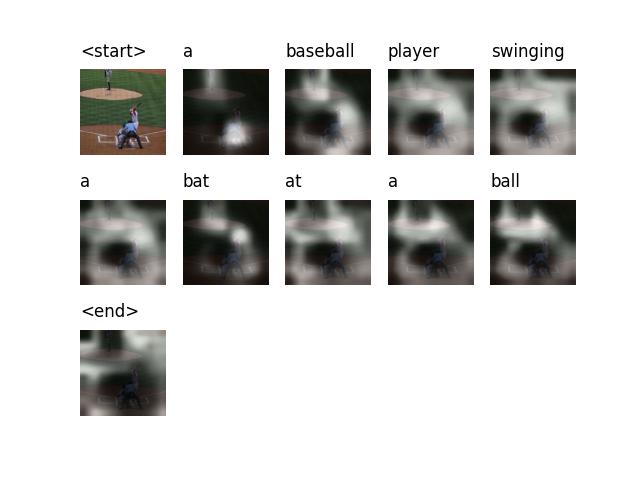 <start> a baseball player swinging
a bat at a ball
<end>